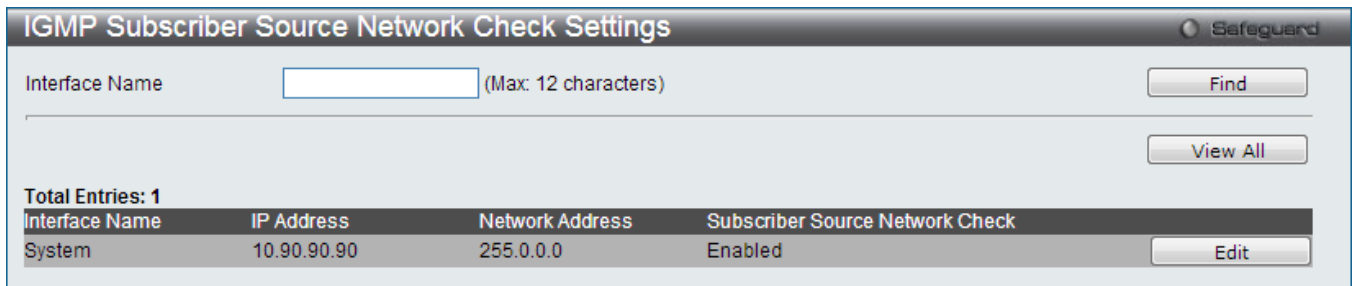 IGMP Subscriber Source Network Check Settings Safeguard
Interface Name (Max: 12 characters) Find
View All
Total Entries: 1
Interface Name IP Address Network Address Subscriber Source Network Check
System 10.90.90.90 255.0.0.0 Enabled Edit